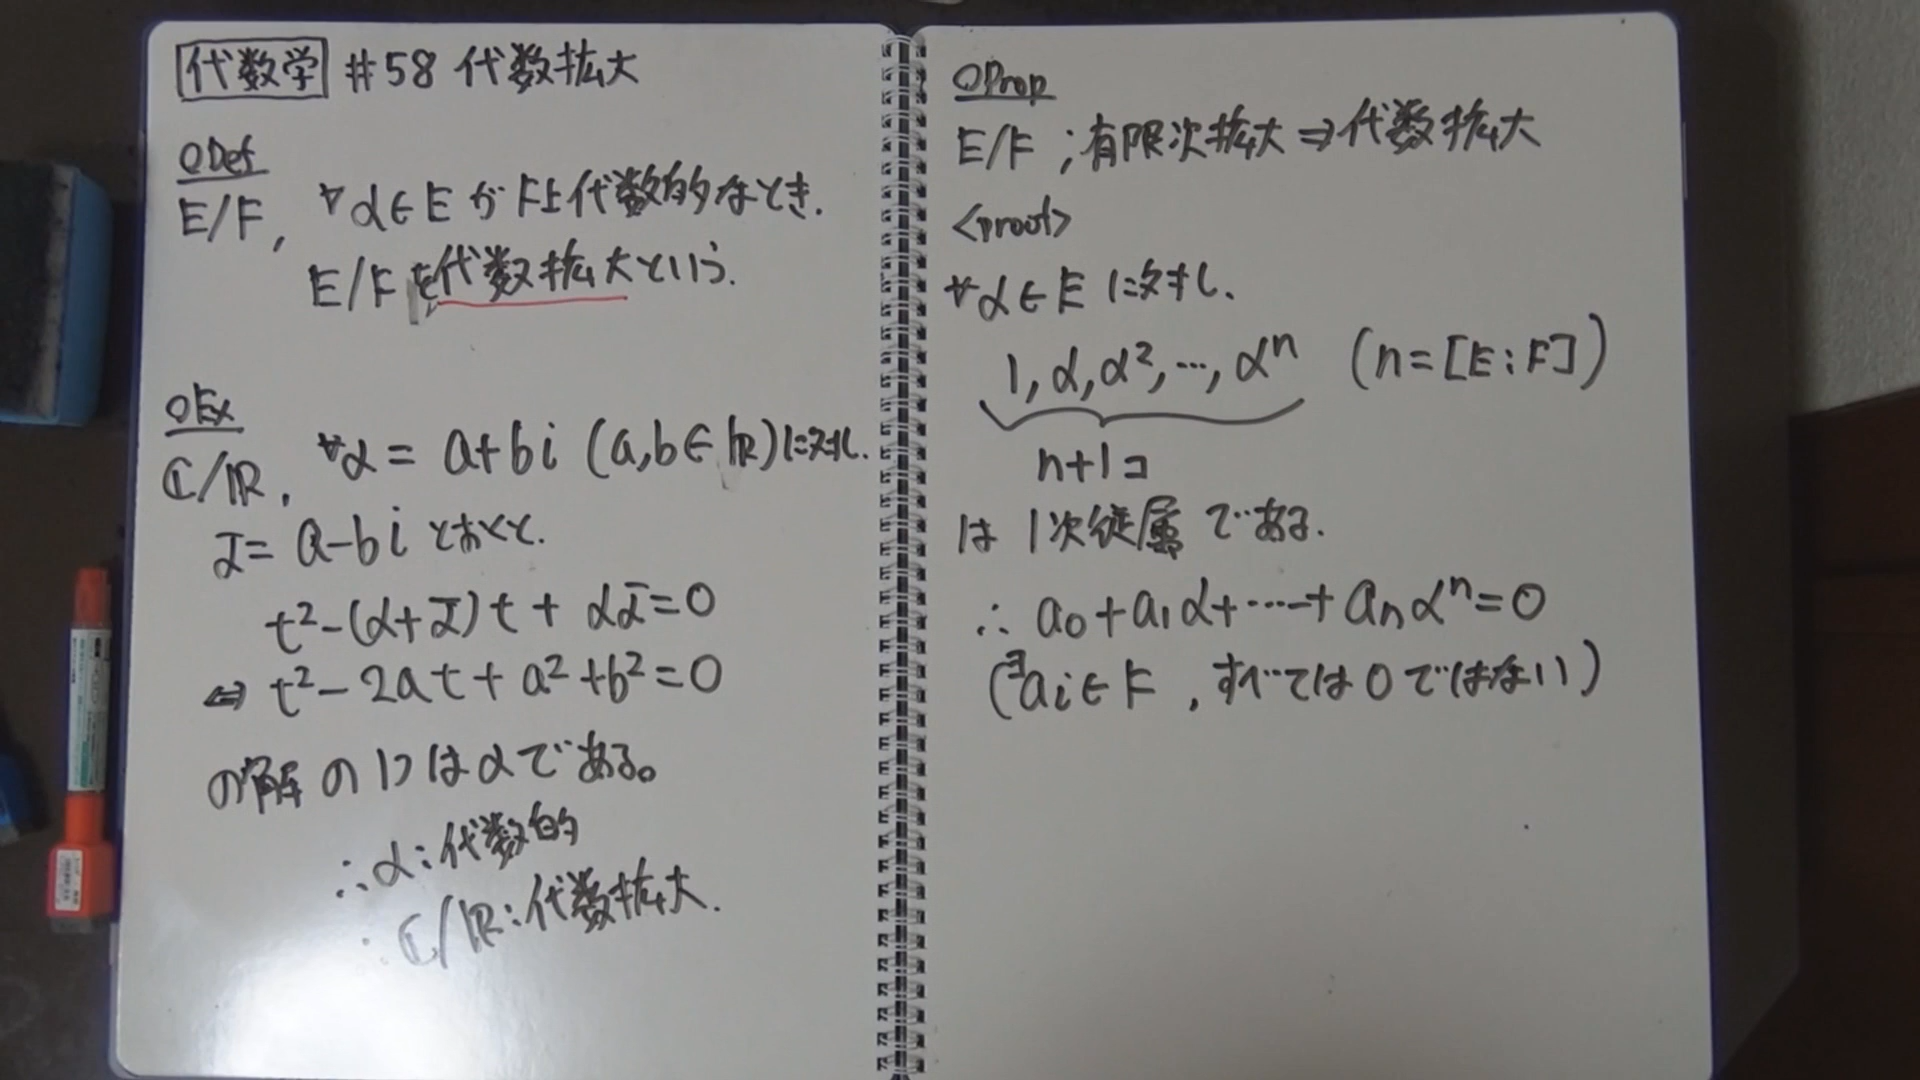 代数学 #58 代数拡大
○Def
E/F, ∀α∈E が F上代数的なとき.
E/F を代数拡大という.
○Ex
ℂ/ℝ, ∀α = a+bi (a,b∈ℝ)に対し.
ᾱ = a-bi とおくと.
t²-(α+ᾱ)t + αᾱ=0
⇔ t²-2at+a²+b²=0
の解の1つはαである。
∴α:代数的
∴ℂ/ℝ:代数拡大.
○Prop
E/F ; 有限次拡大⇒代数拡大
<proof>
∀α∈E に対し.
1, α, α², …, αⁿ (n=[E:F])
n+1コ
は 1次従属 である.
∴ a₀+a₁α+……+aₙαⁿ=0
(∃aᵢ∈F , すべては0ではない)